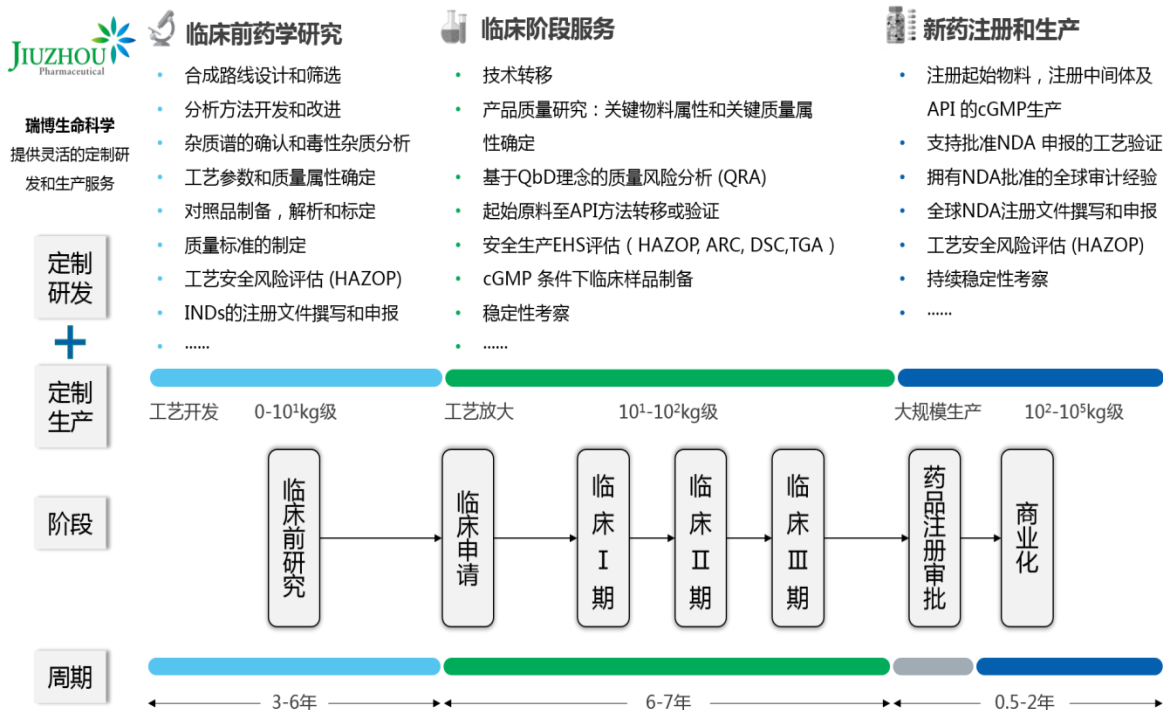 JIUZHOU
Pharmaceutical
瑞博生命科学
提供灵活的定制研
发和生产服务
临床前药学研究
• 合成路线设计和筛选
• 分析方法开发和改进
• 杂质谱的确认和毒性杂质分析
• 工艺参数和质量属性确定
• 对照品制备，解析和标定
• 质量标准的制定
• 工艺安全风险评估 (HAZOP)
• INDs的注册文件撰写和申报
• ......
临床阶段服务
• 技术转移
• 产品质量研究：关键物料属性和关键质量属
性确定
• 基于QbD理念的质量风险分析 (QRA)
• 起始原料至API方法转移或验证
• 安全生产EHS评估（ HAZOP, ARC, DSC,TGA ）
• cGMP 条件下临床样品制备
• 稳定性考察
• ......
新药注册和生产
• 注册起始物料，注册中间体及
API 的cGMP生产
• 支持批准NDA 申报的工艺验证
• 拥有NDA批准的全球审计经验
• 全球NDA注册文件撰写和申报
• 工艺安全风险评估 (HAZOP)
• 持续稳定性考察
• ......
定制
研发
+
定制
生产
工艺开发 0-10¹kg级
工艺放大 10¹-10²kg级
大规模生产 10²-10⁵kg级
阶段
临床前研究
临床申请
临床Ⅰ期
临床Ⅱ期
临床Ⅲ期
药品注册审批
商业化
周期
3-6年
6-7年
0.5-2年